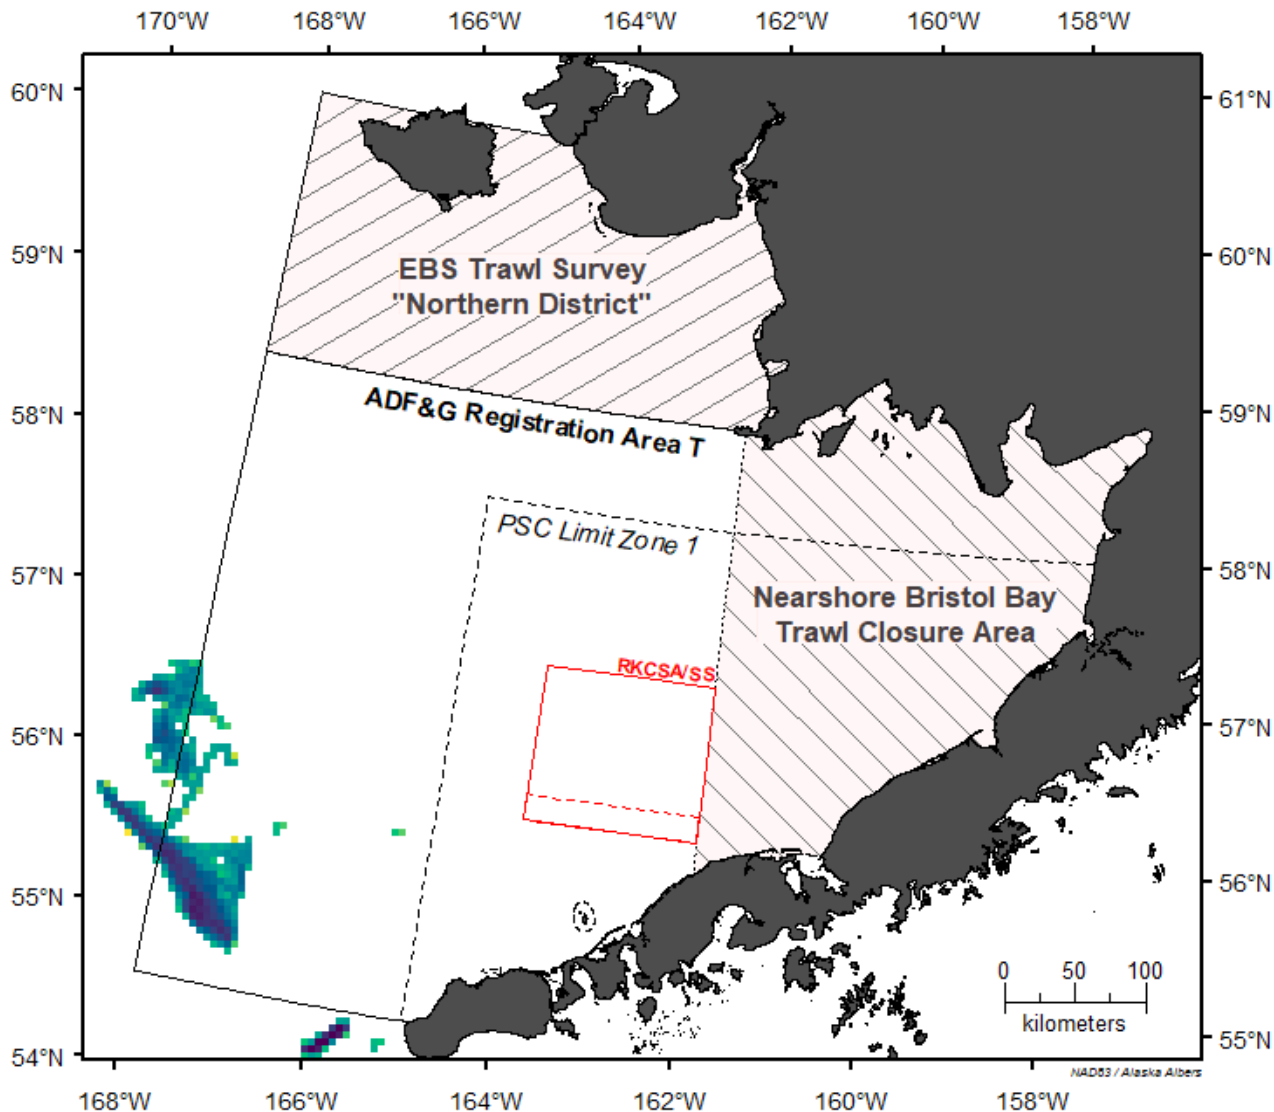 170°W 168°W 166°W 164°W 162°W 160°W 158°W
60°N 61°N
59°N 60°N
EBS Trawl Survey
"Northern District"
58°N 59°N
ADF&G Registration Area T
PSC Limit Zone 1
57°N 58°N
Nearshore Bristol Bay
Trawl Closure Area
RKCSA/SS
56°N 57°N
55°N 56°N
0 50 100
kilometers
54°N 55°N
NAD83 / Alaska Albers
168°W 166°W 164°W 162°W 160°W 158°W